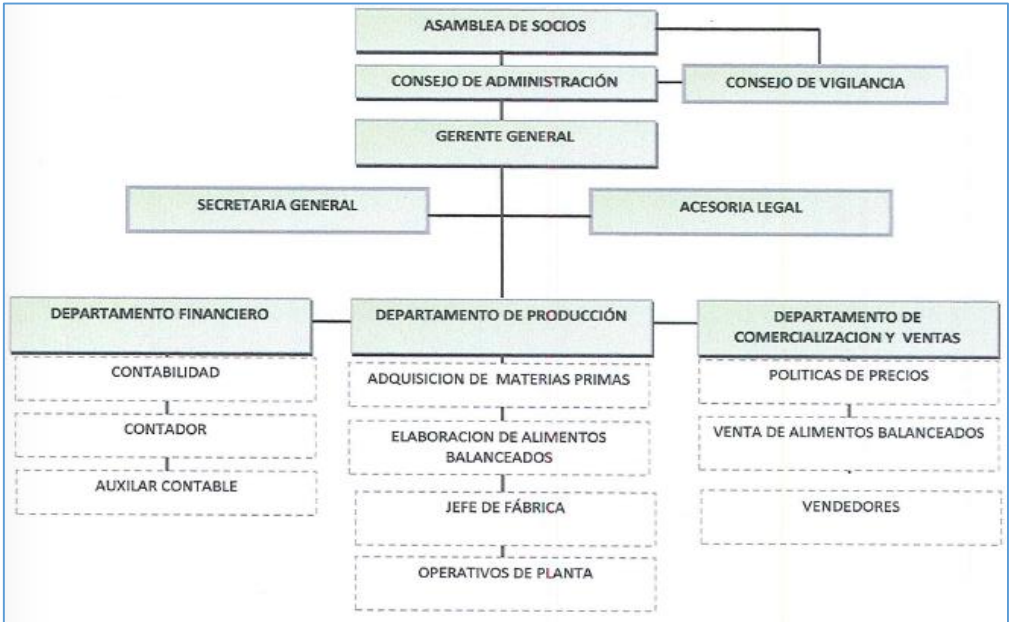 ASAMBLEA DE SOCIOS
CONSEJO DE ADMINISTRACIÓN
CONSEJO DE VIGILANCIA
GERENTE GENERAL
SECRETARIA GENERAL
ACESORIA LEGAL
DEPARTAMENTO FINANCIERO
CONTABILIDAD
CONTADOR
AUXILAR CONTABLE
DEPARTAMENTO DE PRODUCCIÓN
ADQUISICION DE MATERIAS PRIMAS
ELABORACION DE ALIMENTOS
BALANCEADOS
JEFE DE FÁBRICA
OPERATIVOS DE PLANTA
DEPARTAMENTO DE
COMERCIALIZACION Y VENTAS
POLITICAS DE PRECIOS
VENTA DE ALIMENTOS BALANCEADOS
VENDEDORES